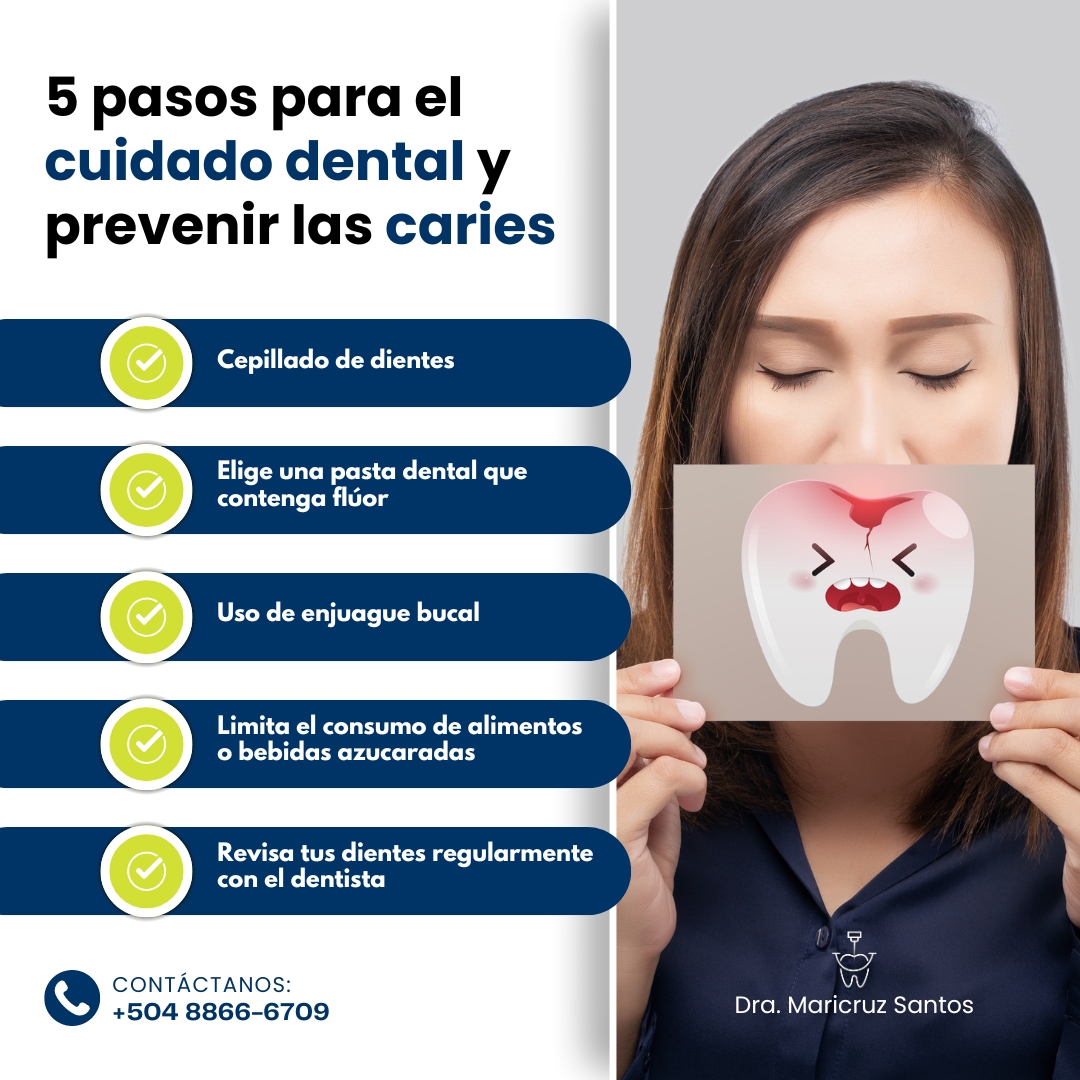 5 pasos para el
cuidado dental y
prevenir las caries
Cepillado de dientes
Elige una pasta dental que
contenga flúor
Uso de enjuague bucal
Limita el consumo de alimentos
o bebidas azucaradas
Revisa tus dientes regularmente
con el dentista
CONTÁCTANOS:
+504 8866-6709
Dra. Maricruz Santos